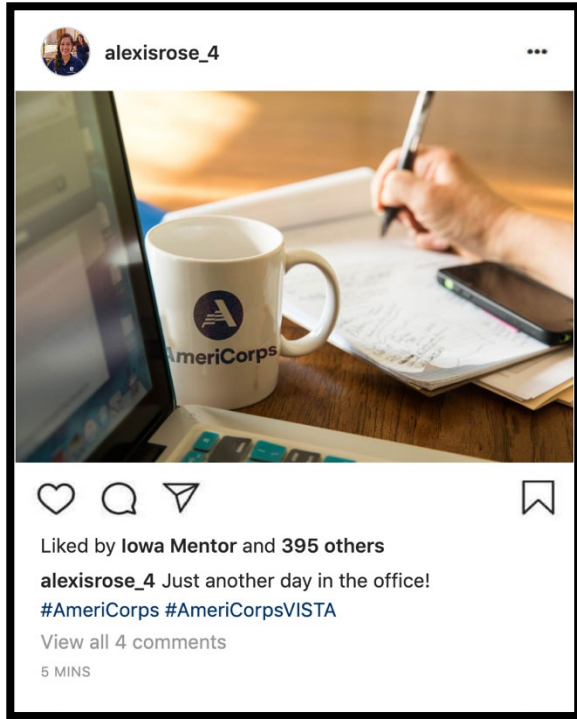 alexisrose_4
AmeriCorps
Liked by Iowa Mentor and 395 others
alexisrose_4 Just another day in the office!
#AmeriCorps #AmeriCorpsVISTA
View all 4 comments
5 MINS